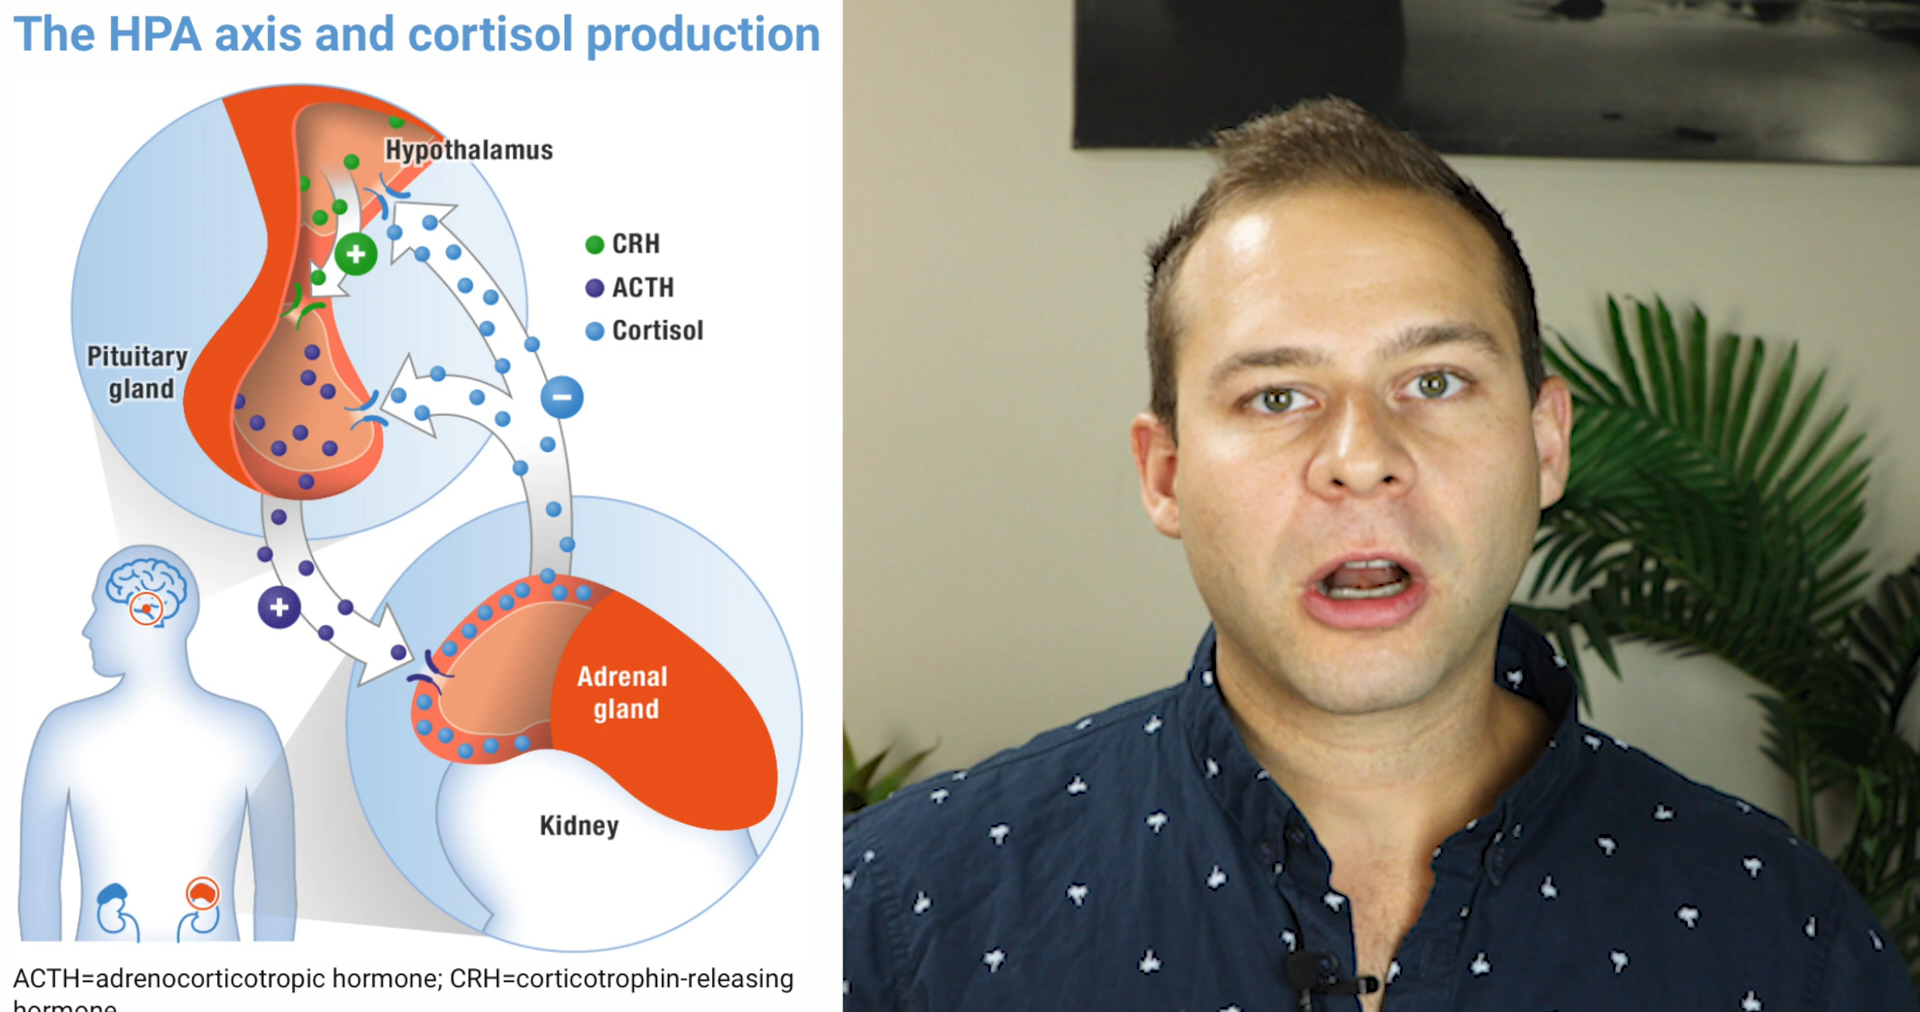 The HPA axis and cortisol production
Hypothalamus
CRH
ACTH
Cortisol
Pituitary
gland
Adrenal
gland
Kidney
ACTH=adrenocorticotropic hormone; CRH=corticotrophin-releasing
hormone